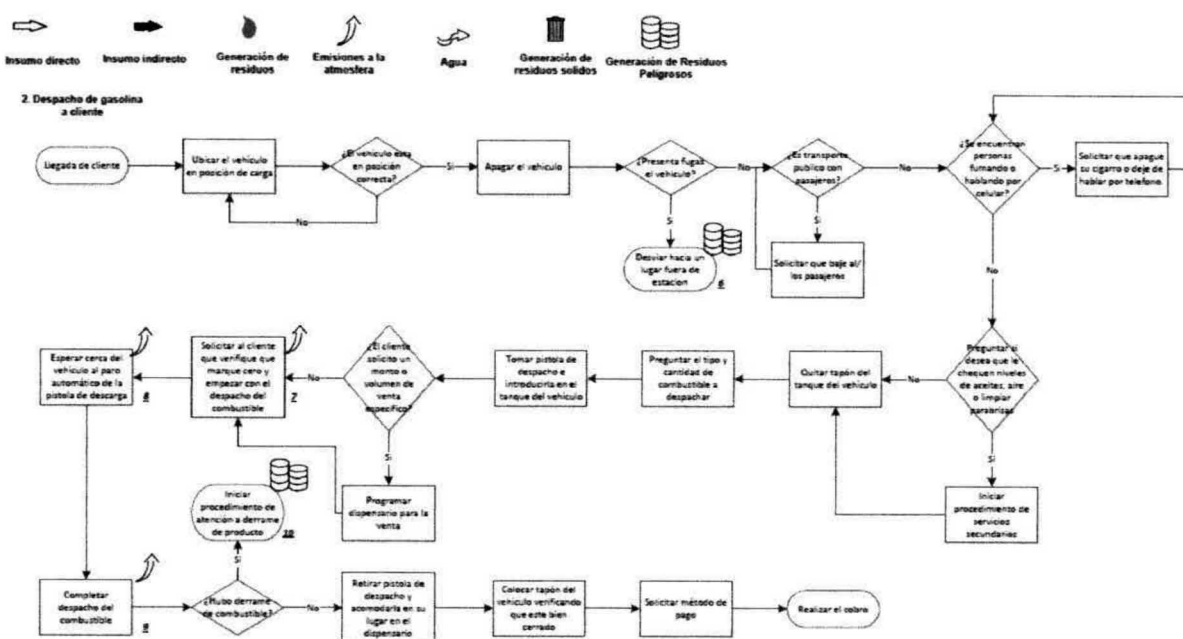 Insumo directo
Insumo indirecto
Generación de
residuos
Emisiones a la
atmosfera
Agua
Generación de
residuos solidos
Generación de Residuos
Peligrosos
2. Despacho de gasolina
a cliente
Llegada de cliente
Ubicar el vehículo
en posición de carga
¿El vehículo esta
en posición
correcta?
Si
No
Apagar el vehículo
¿Presenta fugas
el vehículo?
No
Si
Desviar hacia un
lugar fuera de
estacion
6
¿Es transporte
publico con
pasajeros?
No
Si
Solicitar que baje al/
los pasajeros
¿Se encuentran
personas
fumando o
hablando por
celular?
Si
No
Solicitar que apague
su cigarro o deje de
hablar por telefono.
Preguntar si
desea que le
chequen niveles
de aceites, aire
o limpiar
parabrisas
No
Si
Iniciar
procedimiento de
servicios
secundarios
Quitar tapón del
tanque del vehículo
Preguntar el tipo y
cantidad de
combustible a
despachar
Tomar pistola de
despacho e
introducirla en el
tanque del vehículo
¿El cliente
solicito un
monto o
volumen de
venta
especifico?
No
Si
Programar
dispensario para la
venta
Solicitar al cliente
que verifique que
marque cero y
empezar con el
despacho del
combustible
7
Esperar cerca del
vehículo al paro
automático de la
pistola de descarga
8
Completar
despacho del
combustible
9
¿Hubo derrame
de combustible?
Si
No
Iniciar
procedimiento de
atención a derrame
de producto
10
Retirar pistola de
despacho y
acomodarla en su
lugar en el
dispensario
Colocar tapón del
vehículo verificando
que este bien
cerrado
Solicitar método de
pago
Realizar el cobro